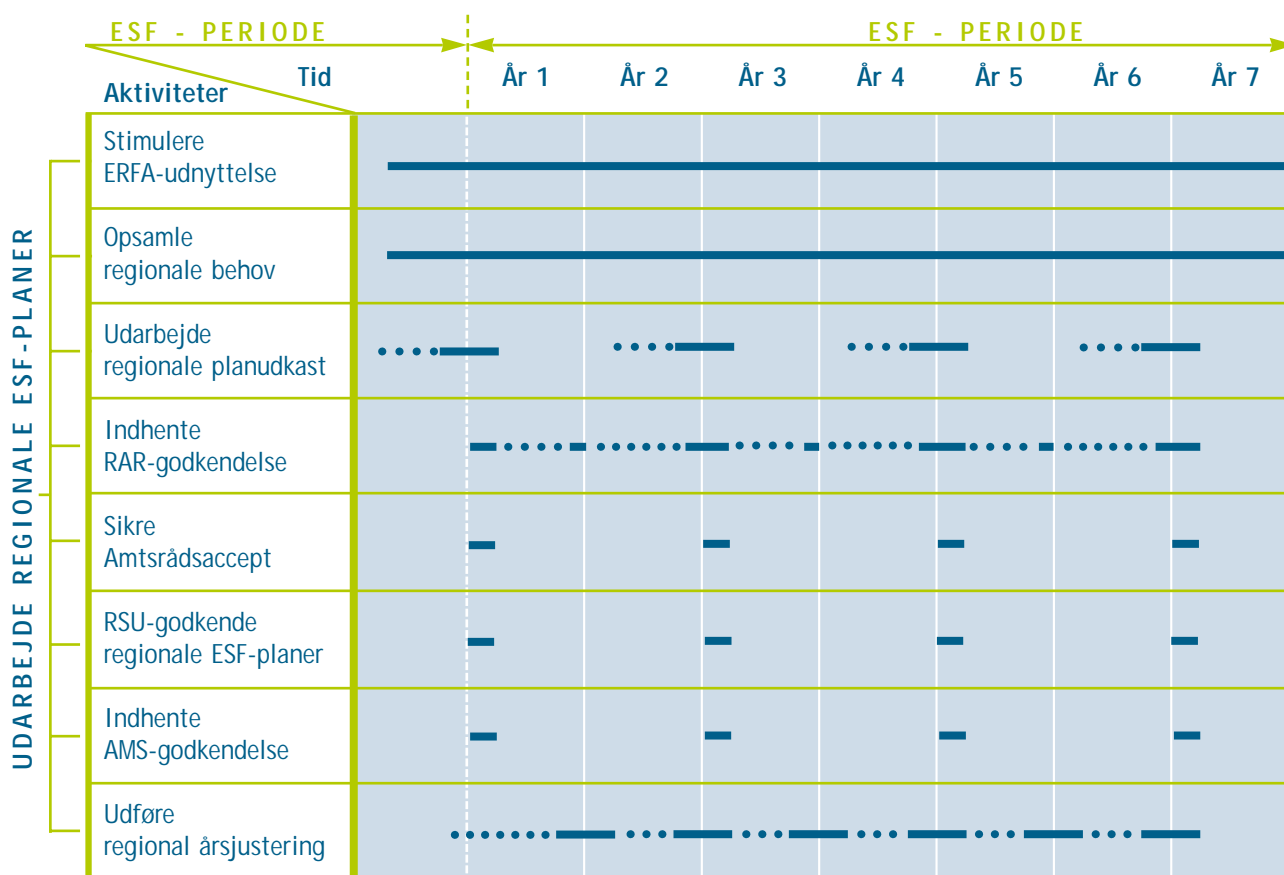 ESF - PERIODE
ESF - PERIODE
Tid
Aktiviteter
År 1
År 2
År 3
År 4
År 5
År 6
År 7
UDARBEJDE REGIONALE ESF-PLANER
Stimulere
ERFA-udnyttelse
Opsamle
regionale behov
Udarbejde
regionale planudkast
Indhente
RAR-godkendelse
Sikre
Amtsrådsaccept
RSU-godkende
regionale ESF-planer
Indhente
AMS-godkendelse
Udføre
regional årsjustering